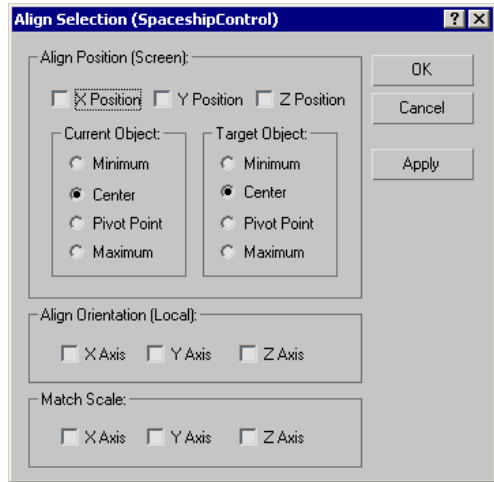 Align Selection (SpaceshipControl)
Align Position (Screen):
X Position Y Position Z Position
Current Object:
Minimum
Center
Pivot Point
Maximum
Target Object:
Minimum
Center
Pivot Point
Maximum
Align Orientation (Local):
X Axis Y Axis Z Axis
Match Scale:
X Axis Y Axis Z Axis
OK
Cancel
Apply